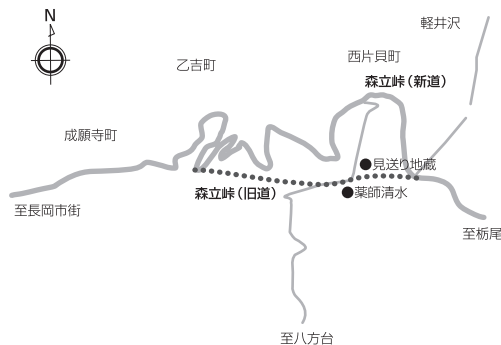 N
軽井沢
西片貝町
乙吉町
森立峠（新道）
成願寺町
見送り地蔵
森立峠（旧道）
薬師清水
至長岡市街
至栃尾
至八方台